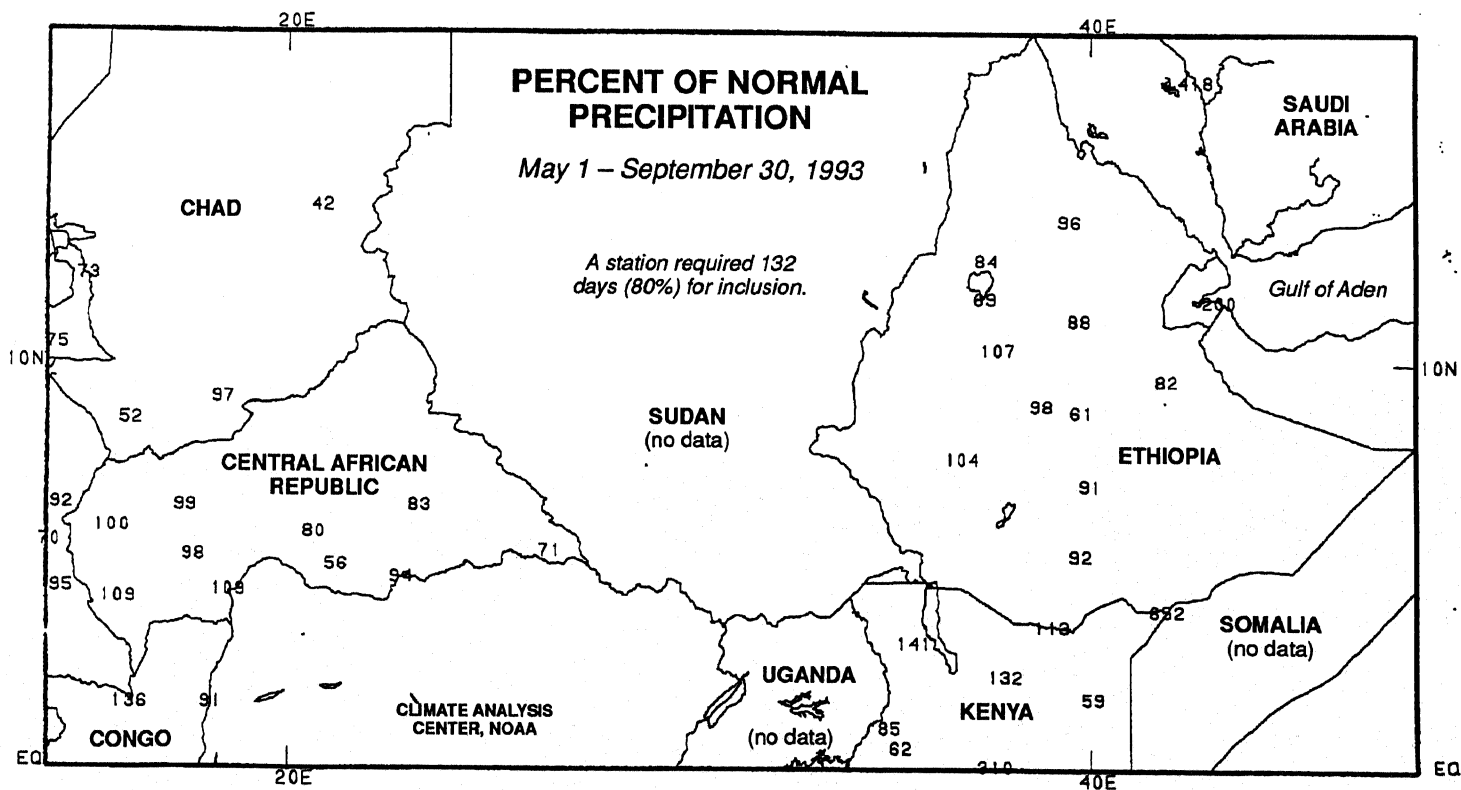 20E 40E
PERCENT OF NORMAL
PRECIPITATION
May 1 – September 30, 1993
A station required 132
days (80%) for inclusion.
SAUDI
ARABIA
CHAD
42
96
73
84
Gulf of Aden
88
75
107
10N
10N
97
82
52
98
61
SUDAN
(no data)
104
ETHIOPIA
CENTRAL AFRICAN
REPUBLIC
91
92
99
83
100
80
70
98
71
56
92
94
95
109
109
113
SOMALIA
(no data)
141
132
59
UGANDA
(no data)
KENYA
136
91
CLIMATE ANALYSIS
CENTER, NOAA
CONGO
85
62
310
EQ
EQ
20E 40E